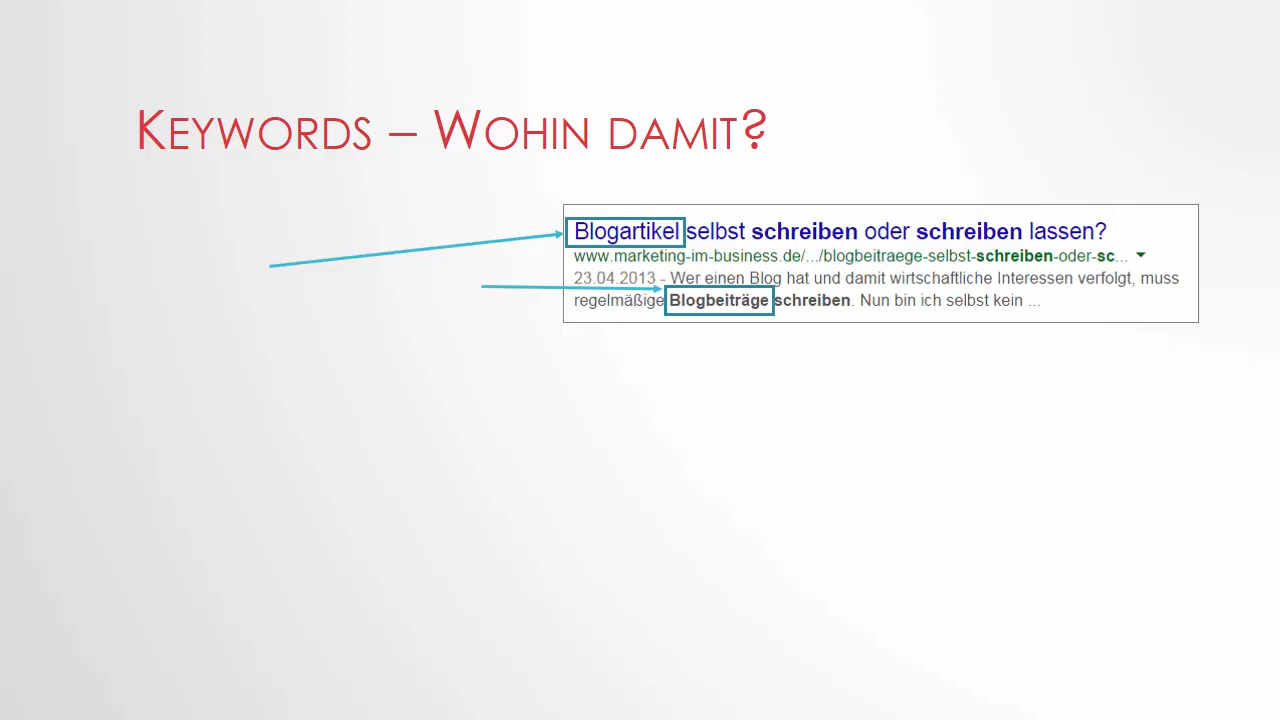 Keywords – Wohin damit?
Blogartikel selbst schreiben oder schreiben lassen?
www.marketing-im-business.de/.../blogbeitraege-selbst-schreiben-oder-sc...
23.04.2013 - Wer einen Blog hat und damit wirtschaftliche Interessen verfolgt, muss
regelmäßige Blogbeiträge schreiben. Nun bin ich selbst kein ...